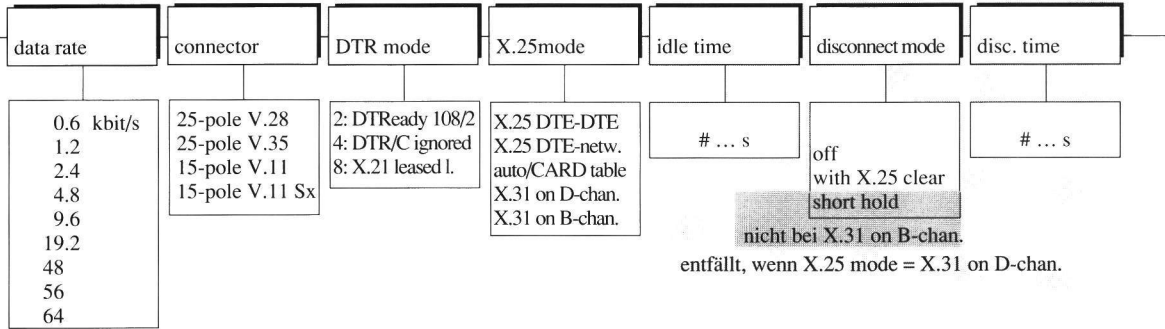 data rate
connector
DTR mode
X.25mode
idle time
disconnect mode
disc. time
0.6 kbit/s
1.2
2.4
4.8
9.6
19.2
48
56
64
25-pole V.28
25-pole V.35
15-pole V.11
15-pole V.11 Sx
2: DTReady 108/2
4: DTR/C ignored
8: X.21 leased l.
X.25 DTE-DTE
X.25 DTE-netw.
auto/CARD table
X.31 on D-chan.
X.31 on B-chan.
# ... s
off
with X.25 clear
short hold
nicht bei X.31 on B-chan.
entfällt, wenn X.25 mode = X.31 on D-chan.
# ... s